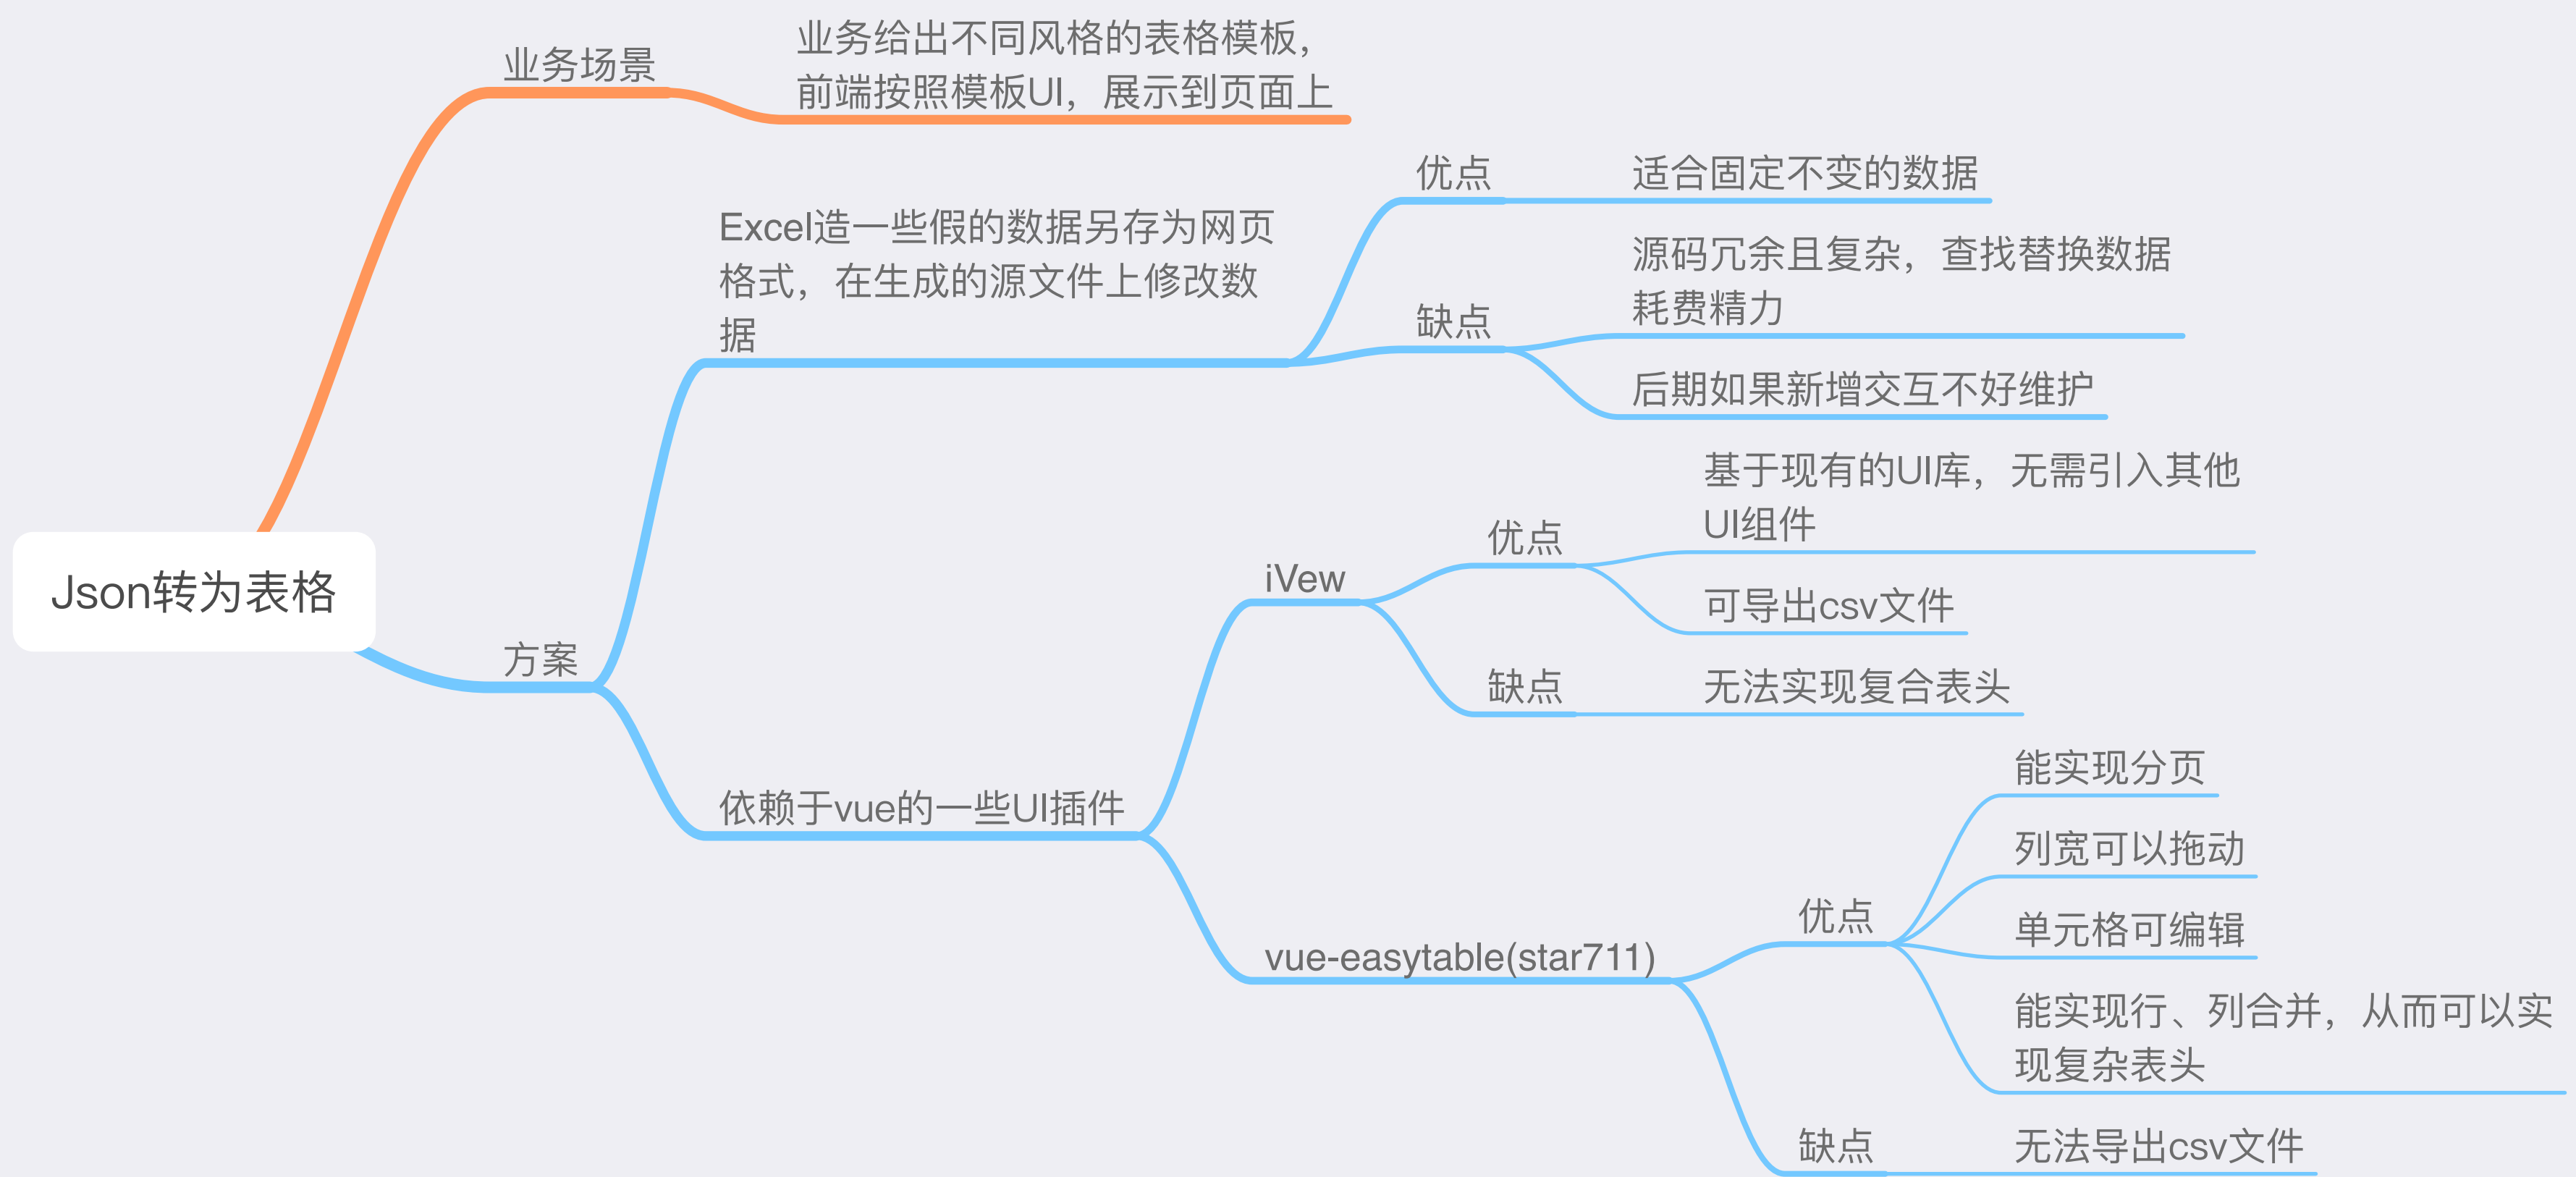 Json转为表格
业务场景
业务给出不同风格的表格模板，
前端按照模板UI，展示到页面上
方案
Excel造一些假的数据另存为网页
格式，在生成的源文件上修改数
据
优点
适合固定不变的数据
缺点
源码冗余且复杂，查找替换数据
耗费精力
后期如果新增交互不好维护
依赖于vue的一些UI插件
iVew
优点
基于现有的UI库，无需引入其他
UI组件
可导出csv文件
缺点
无法实现复合表头
vue-easytable(star711)
优点
能实现分页
列宽可以拖动
单元格可编辑
能实现行、列合并，从而可以实
现复杂表头
缺点
无法导出csv文件